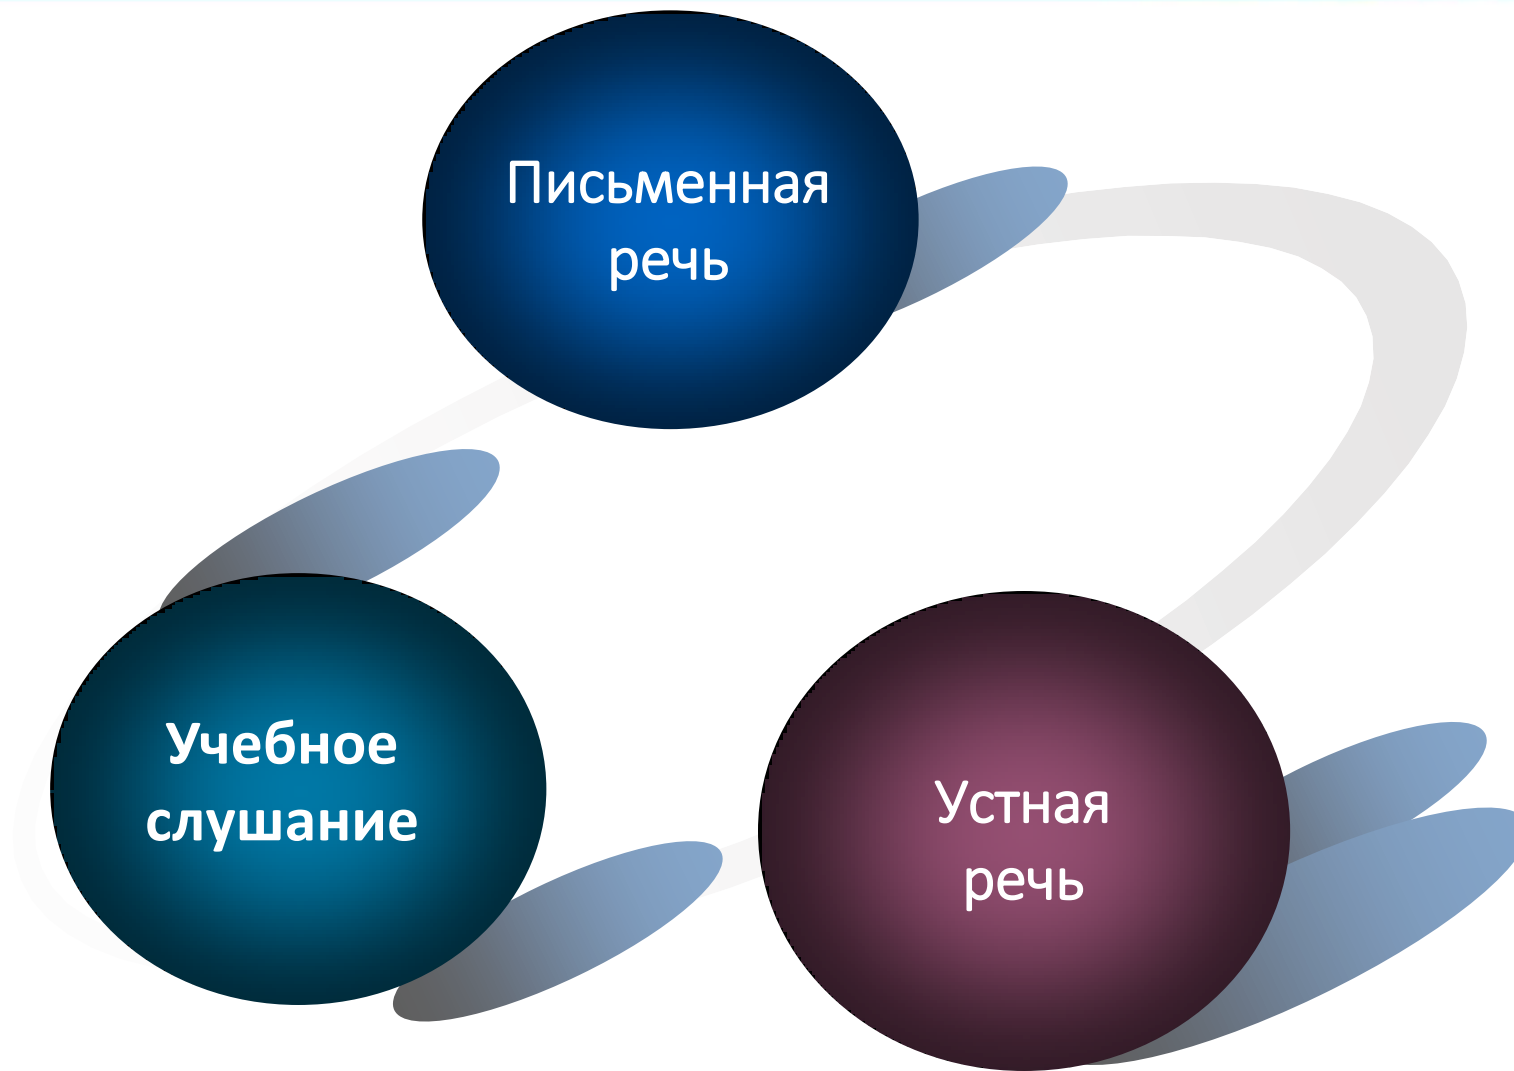 Письменная
речь
Учебное
слушание
Устная
речь